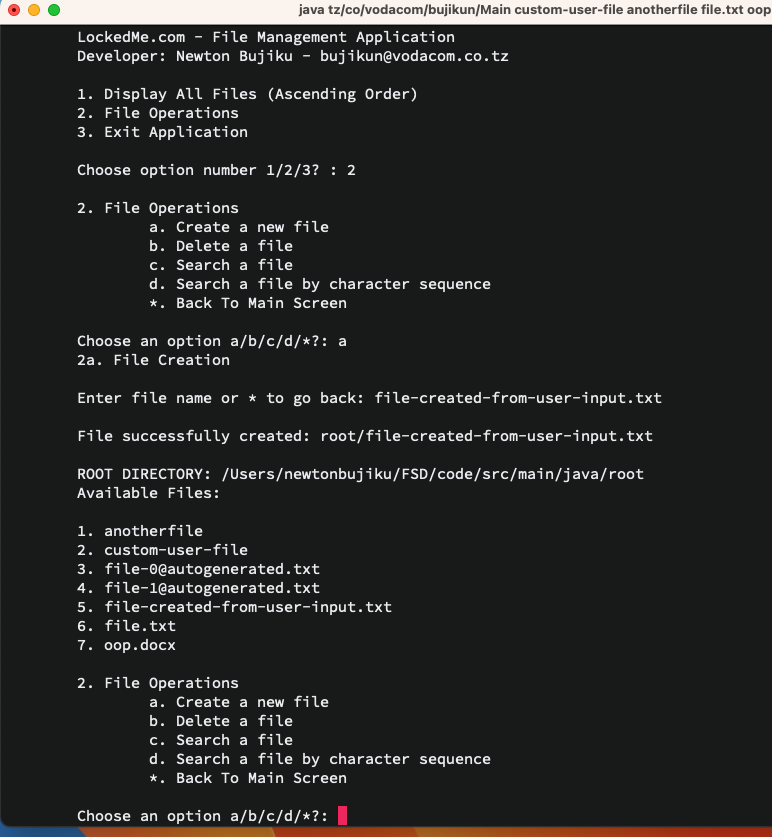 java tz/co/vodacom/bujikun/Main custom-user-file anotherfile file.txt oop
LockedMe.com - File Management Application
Developer: Newton Bujiku - bujikun@vodacom.co.tz
1. Display All Files (Ascending Order)
2. File Operations
3. Exit Application
Choose option number 1/2/3? : 2
2. File Operations
a. Create a new file
b. Delete a file
c. Search a file
d. Search a file by character sequence
*. Back To Main Screen
Choose an option a/b/c/d/*?: a
2a. File Creation
Enter file name or * to go back: file-created-from-user-input.txt
File successfully created: root/file-created-from-user-input.txt
ROOT DIRECTORY: /Users/newtonbujiku/FSD/code/src/main/java/root
Available Files:
1. anotherfile
2. custom-user-file
3. file-0@autogenerated.txt
4. file-1@autogenerated.txt
5. file-created-from-user-input.txt
6. file.txt
7. oop.docx
2. File Operations
a. Create a new file
b. Delete a file
c. Search a file
d. Search a file by character sequence
*. Back To Main Screen
Choose an option a/b/c/d/*?: